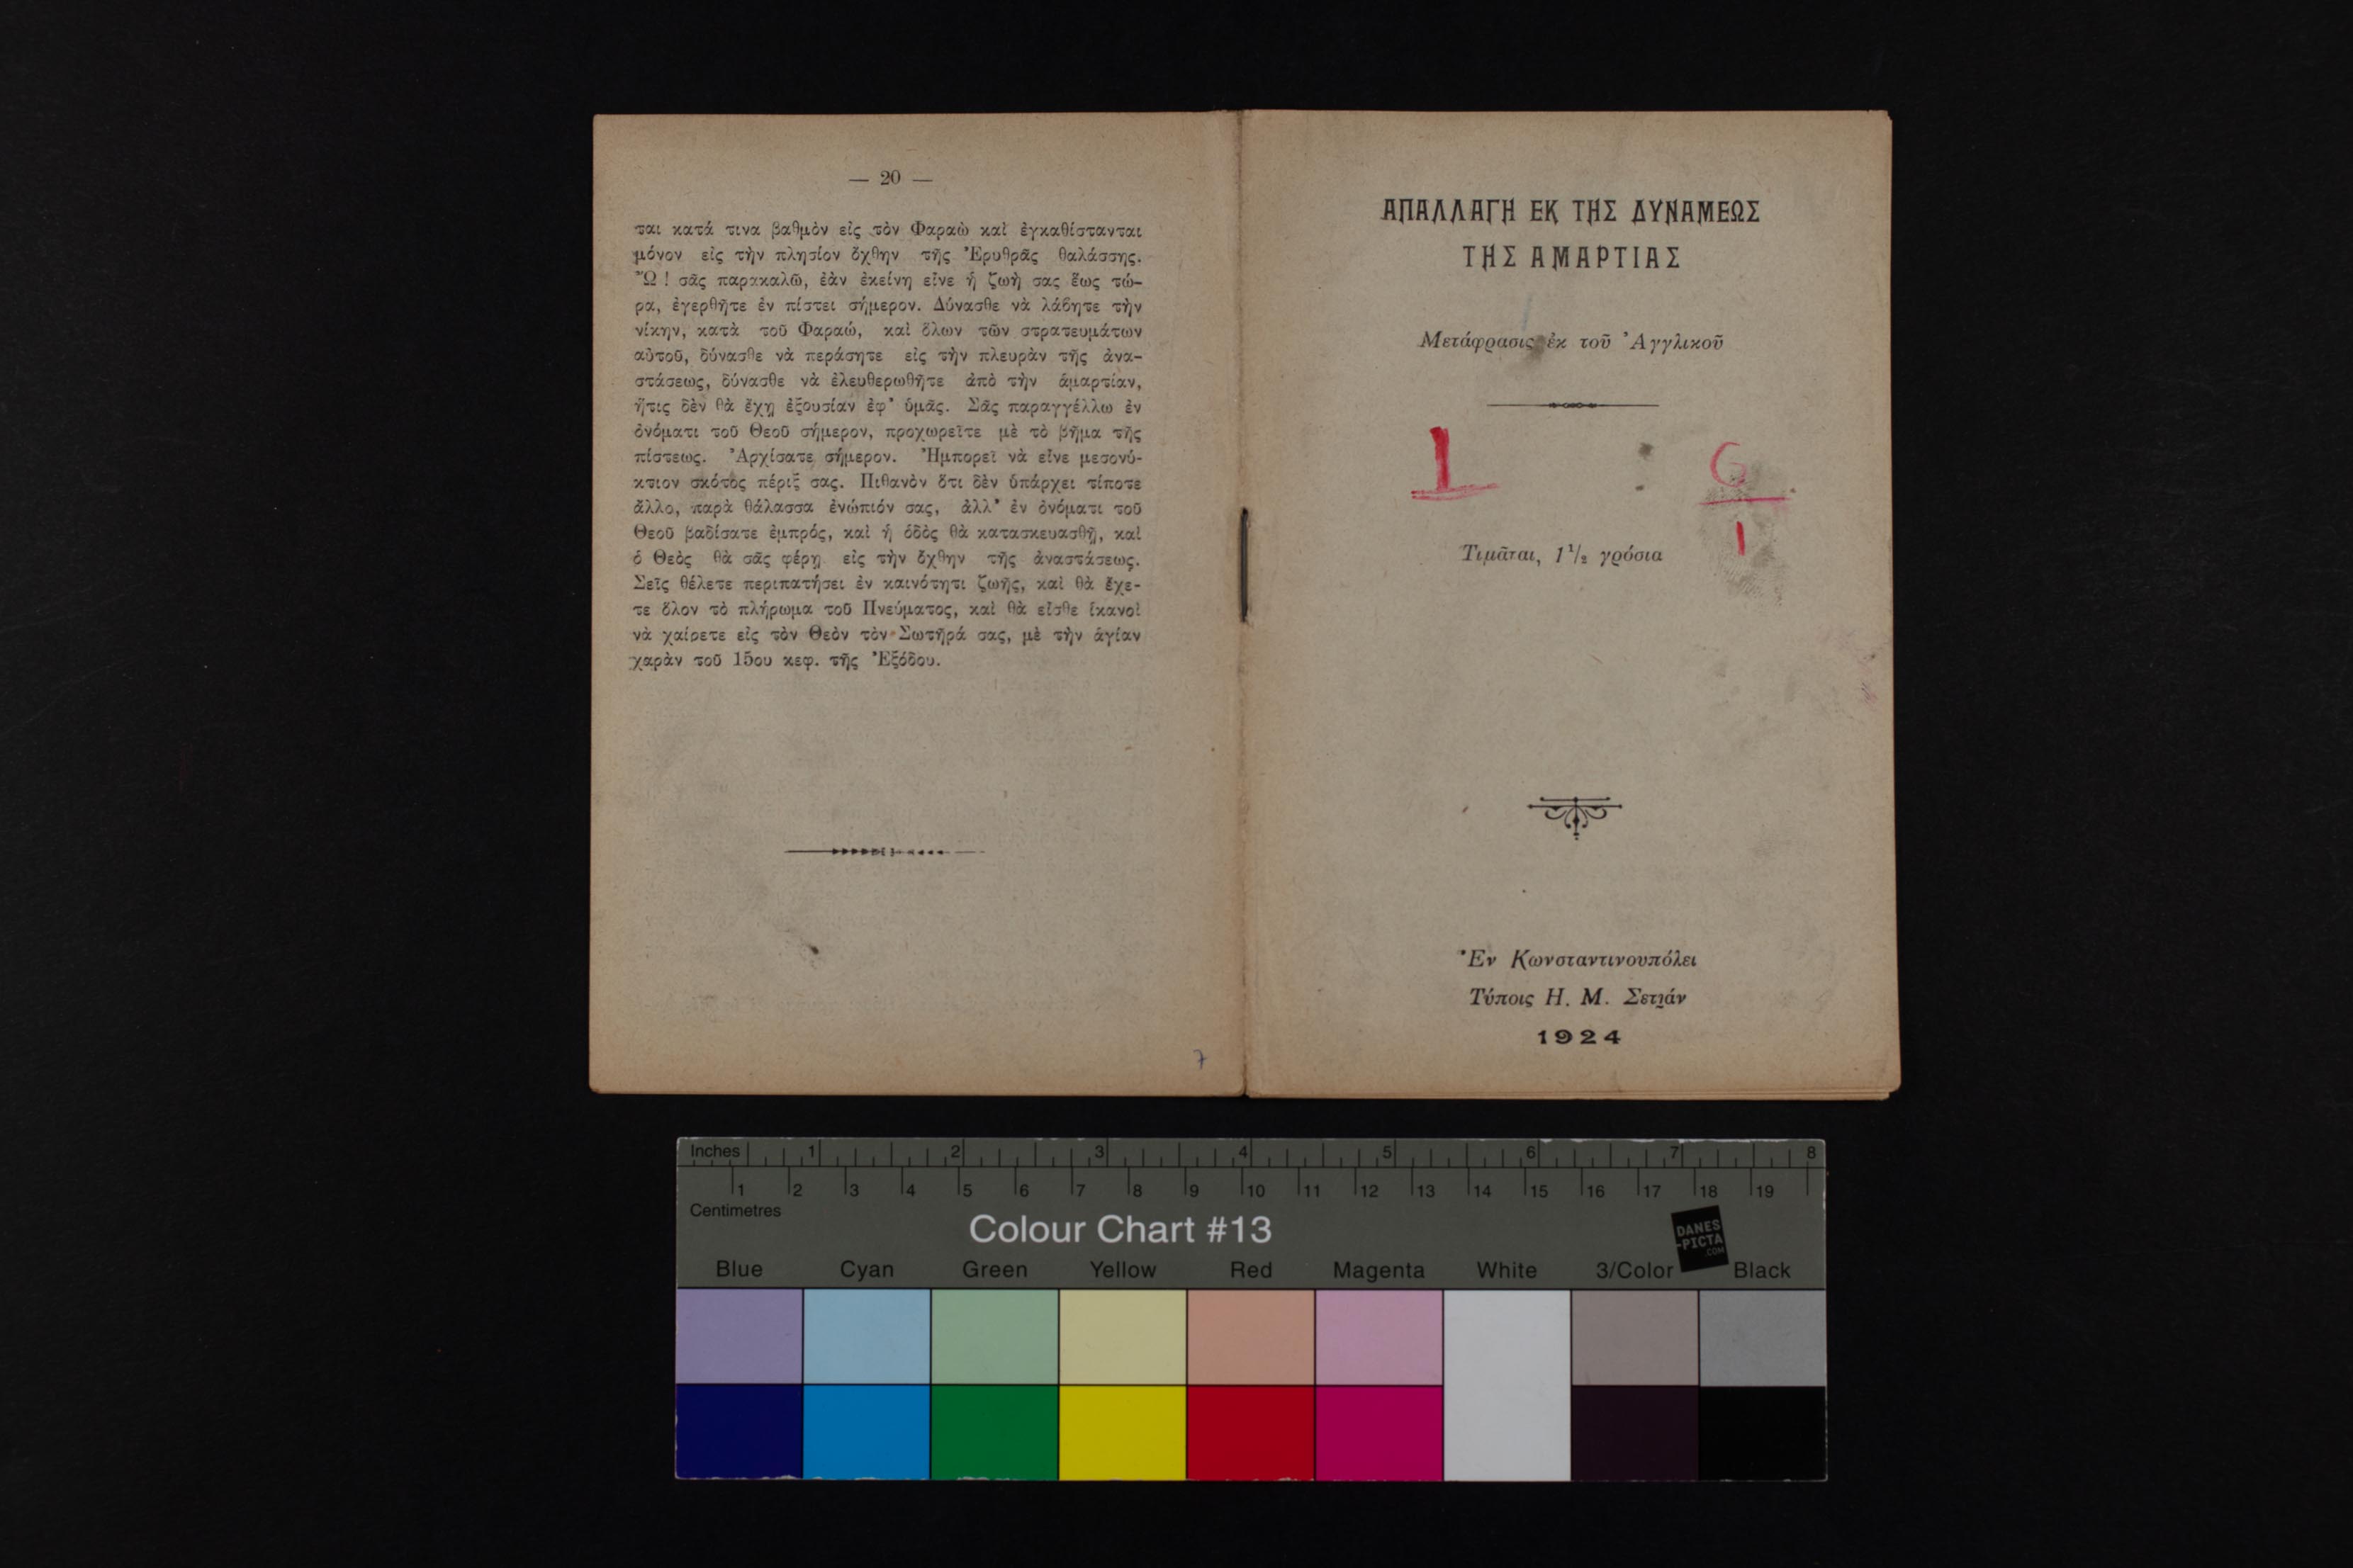 — 20 —
ται κατά τινα βαθμὸν εἰς τὸν Φαραὼ καὶ ἐγκαθίστανται
μόνον εἰς τὴν πλησίον ὄχθην τῆς Ἐρυθρᾶς θαλάσσης.
Ὢ ! σᾶς παρακαλῶ, ἐὰν ἐκείνη εἶνε ἡ ζωὴ σας ἕως τώ-
ρα, ἐγερθῆτε ἐν πίστει σήμερον. Δύνασθε νὰ λάβητε τὴν
νίκην, κατὰ τοῦ Φαραώ, καὶ ὅλων τῶν στρατευμάτων
αὐτοῦ, δύνασθε νὰ περάσητε εἰς τὴν πλευρὰν τῆς ἀνα-
στάσεως, δύνασθε νὰ ἐλευθερωθῆτε ἀπὸ τὴν ἁμαρτίαν,
ἥτις δὲν θὰ ἔχῃ ἐξουσίαν ἐφ' ὑμᾶς. Σᾶς παραγγέλλω ἐν
ὀνόματι τοῦ Θεοῦ σήμερον, προχωρεῖτε μὲ τὸ βῆμα τῆς
πίστεως. Ἀρχίσατε σήμερον. Ἠμπορεῖ νὰ εἶνε μεσονύ-
κτιον σκότος πέριξ σας. Πιθανὸν ὅτι δὲν ὑπάρχει τίποτε
ἄλλο, παρὰ θάλασσα ἐνώπιόν σας, ἀλλ' ἐν ὀνόματι τοῦ
Θεοῦ βαδίσατε ἐμπρός, καὶ ἡ ὁδὸς θὰ κατασκευασθῇ, καὶ
ὁ Θεὸς θὰ σᾶς φέρῃ εἰς τὴν ὄχθην τῆς ἀναστάσεως.
Σεῖς θέλετε περιπατήσει ἐν καινότητι ζωῆς, καὶ θὰ ἔχε-
τε ὅλον τὸ πλήρωμα τοῦ Πνεύματος, καὶ θὰ εἶσθε ἱκανοὶ
νὰ χαίρετε εἰς τὸν Θεὸν τὸν Σωτῆρά σας, μὲ τὴν ἁγίαν
χαρὰν τοῦ 15ου κεφ. τῆς Ἐξόδου.
7
ΑΠΑΛΛΑΓΗ ΕΚ ΤΗΣ ΔΥΝΑΜΕΩΣ
ΤΗΣ ΑΜΑΡΤΙΑΣ
Μετάφρασις ἐκ τοῦ Ἀγγλικοῦ
1 6
1
Τιμᾶται, 1 1/2 γρόσια
Ἐν Κωνσταντινουπόλει
Τύποις Η. Μ. Σετιάν
1924
Inches 1 2 3 4 5 6 7 8
1 2 3 4 5 6 7 8 9 10 11 12 13 14 15 16 17 18 19
Centimetres
Colour Chart #13
DANES
-PICTA
.COM
Blue Cyan Green Yellow Red Magenta White 3/Color Black